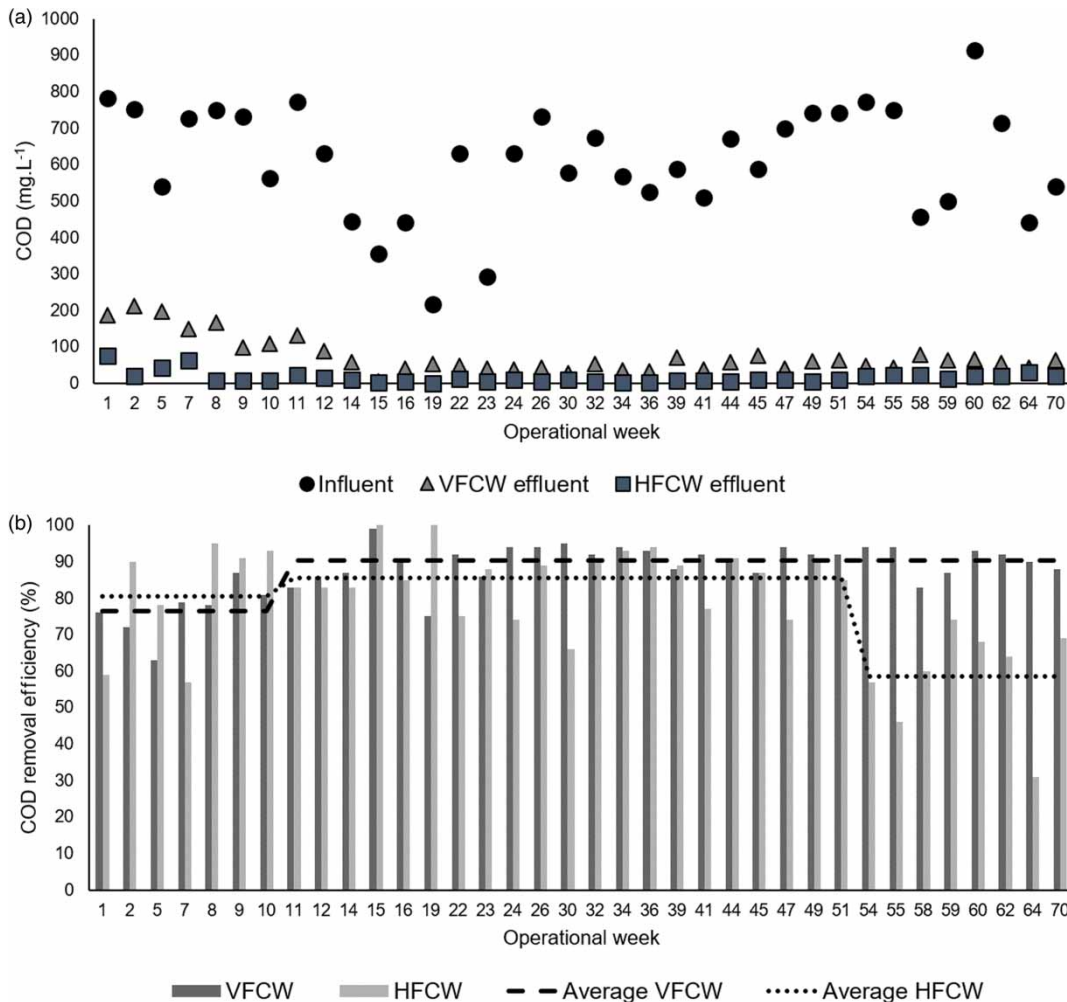 (a)
COD (mg.L⁻¹)
1000
900
800
700
600
500
400
300
200
100
0
1 2 5 7 8 9 10 11 12 14 15 16 19 22 23 24 26 30 32 34 36 39 41 44 45 47 49 51 54 55 58 59 60 62 64 70
Operational week
Influent VFCW effluent HFCW effluent
(b)
COD removal efficiency (%)
100
90
80
70
60
50
40
30
20
10
0
1 2 5 7 8 9 10 11 12 14 15 16 19 22 23 24 26 30 32 34 36 39 41 44 45 47 49 51 54 55 58 59 60 62 64 70
Operational week
VFCW HFCW Average VFCW Average HFCW